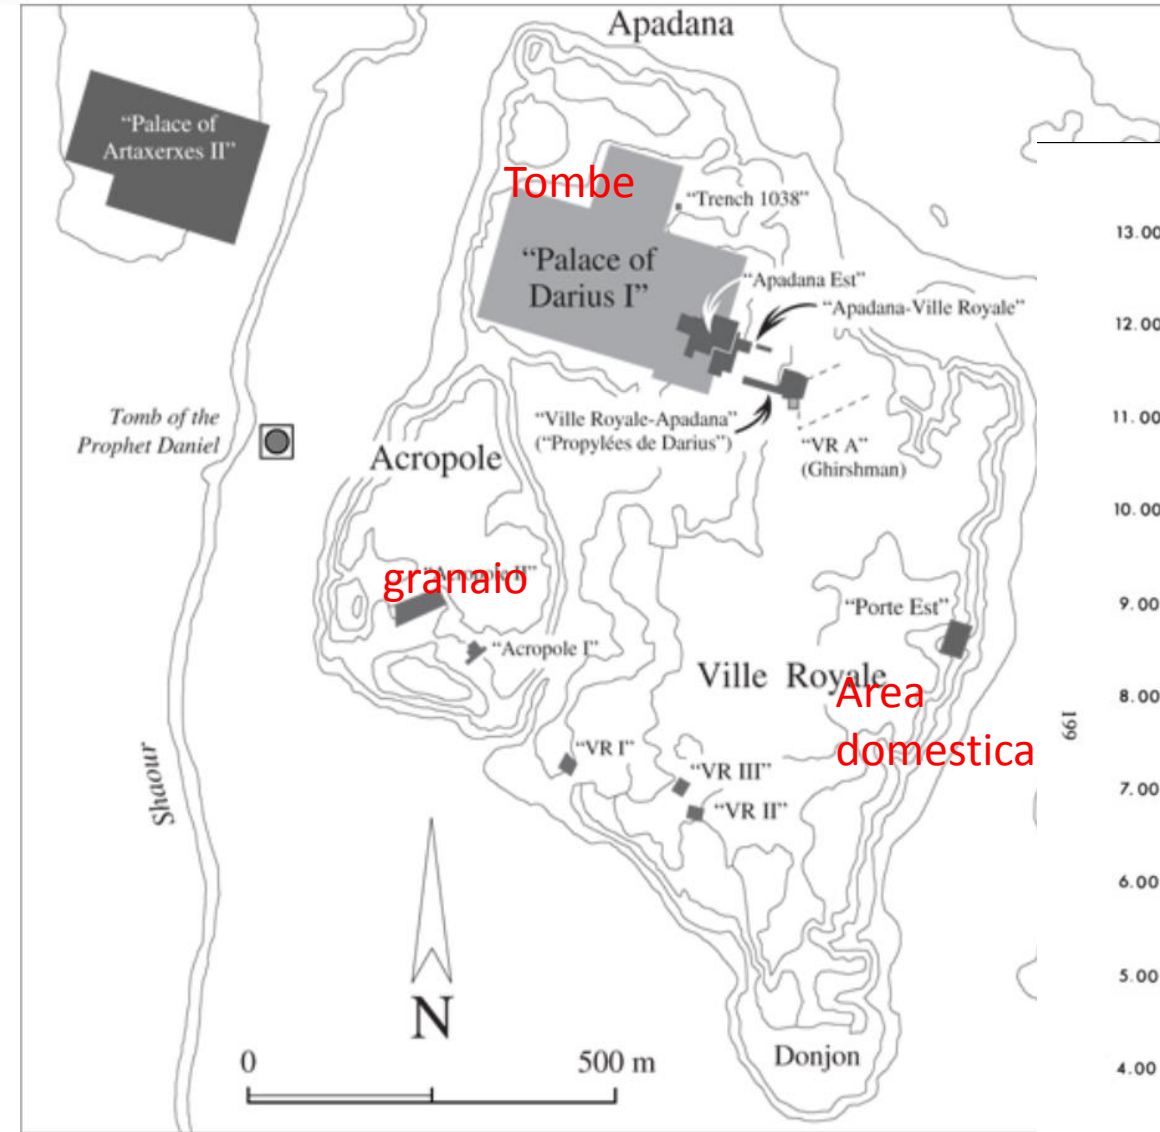 Apadana
“Palace of
Artaxerxes II”
Tombe
“Trench 1038”
“Palace of
Darius I”
“Apadana Est”
“Apadana-Ville Royale”
13.00
12.00
11.00
10.00
9.00
8.00
7.00
6.00
5.00
4.00
199
Tomb of the
Prophet Daniel
“Ville Royale-Apadana”
(“Propylées de Darius”)
“VR A”
(Ghirshman)
Acropole
granaio
“Acropole II”
“Acropole I”
“Porte Est”
Ville Royale
Area
domestica
“VR I”
“VR III”
“VR II”
Shaour
N
0 500 m
Donjon